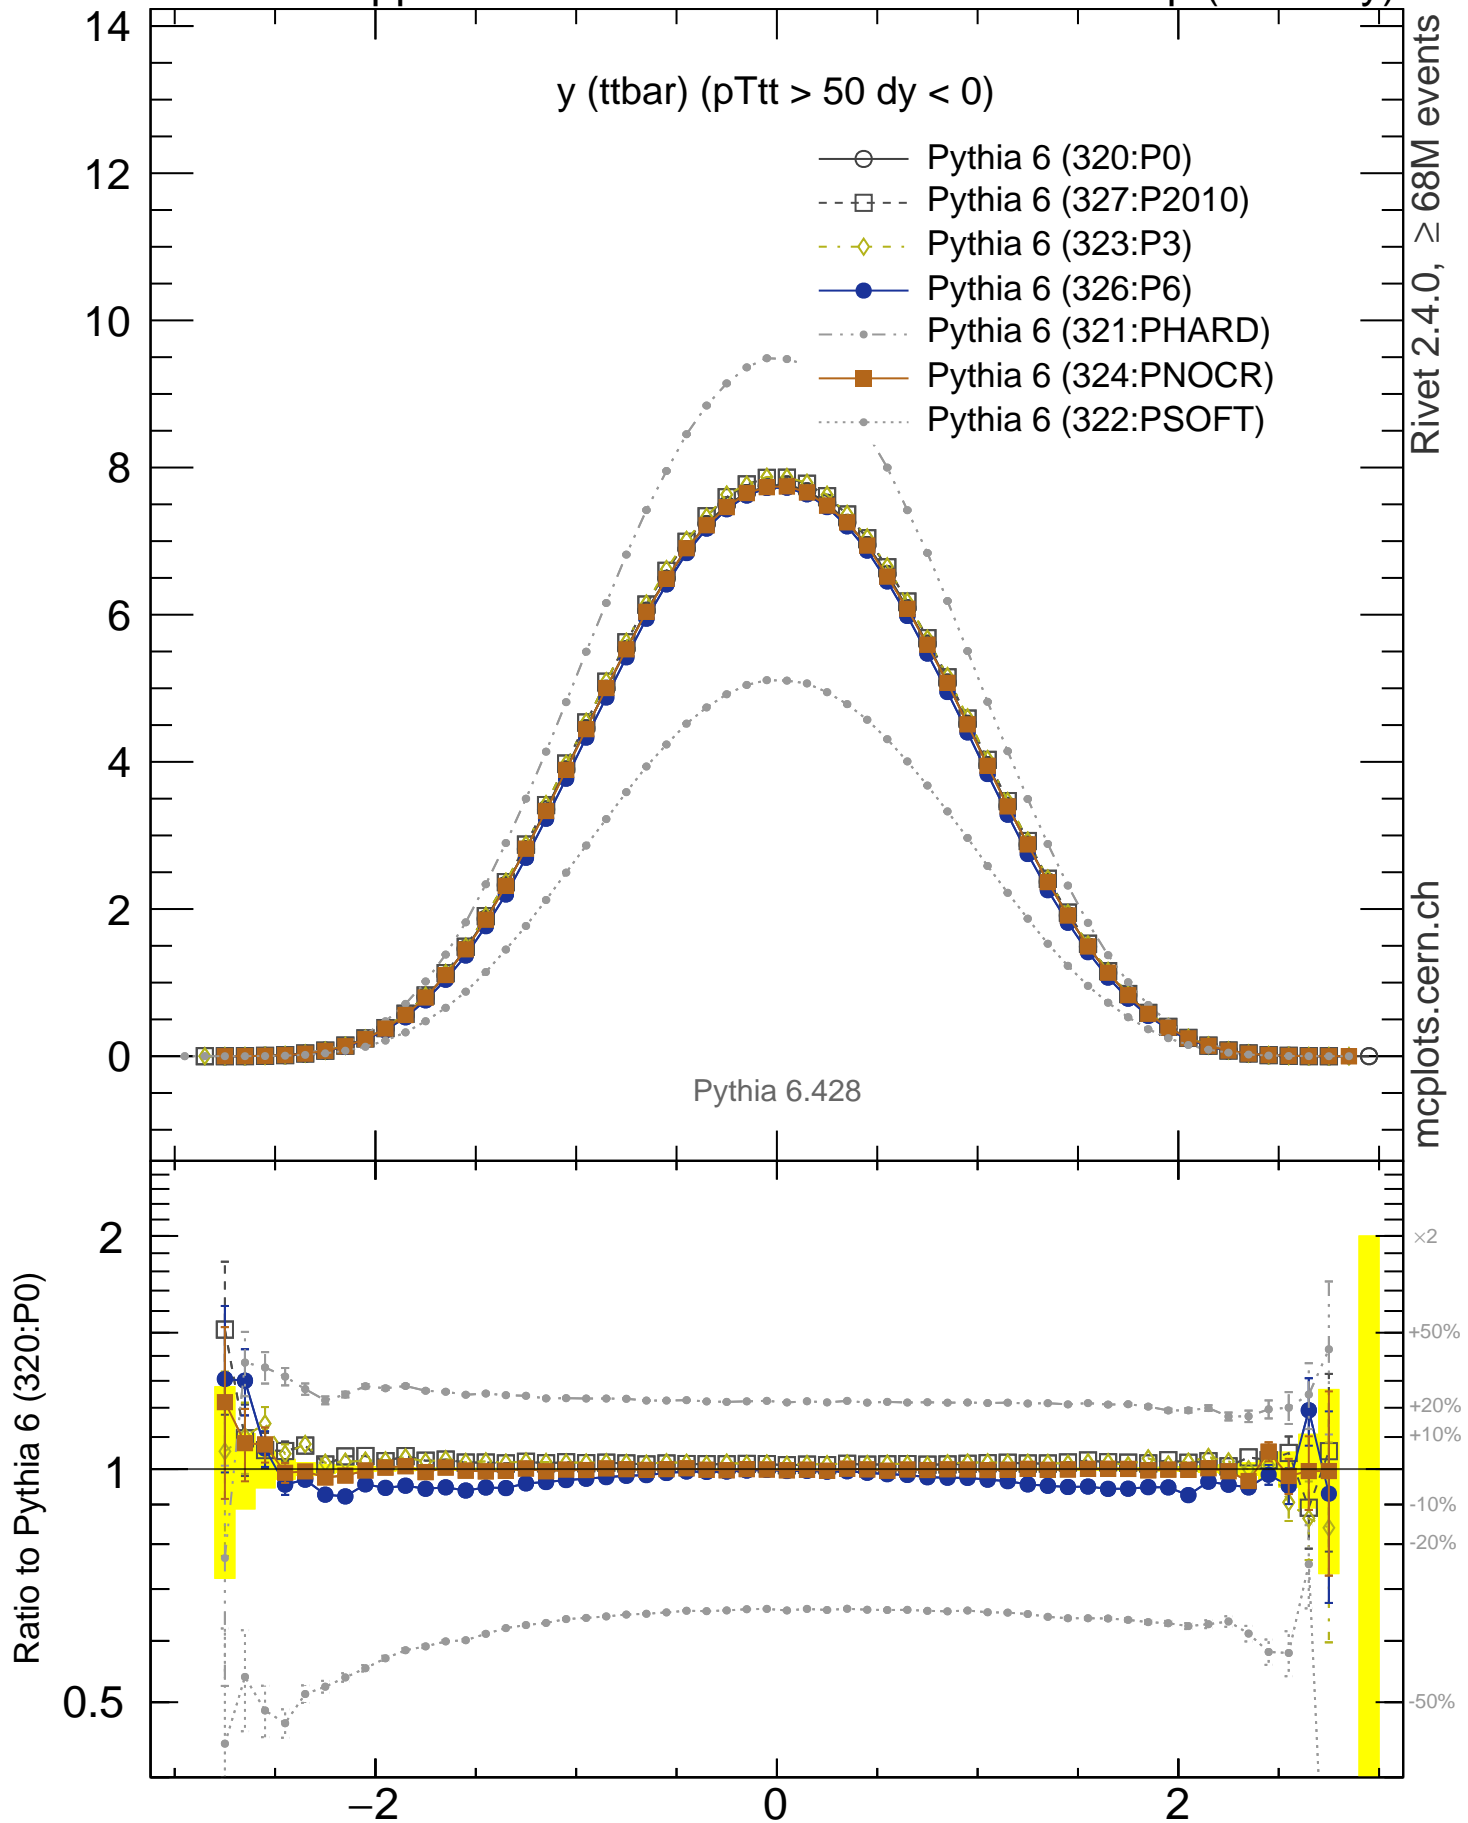 y (ttbar) (pTtt > 50 dy < 0)
Pythia 6 (320:P0)
Pythia 6 (327:P2010)
Pythia 6 (323:P3)
Pythia 6 (326:P6)
Pythia 6 (321:PHARD)
Pythia 6 (324:PNOCR)
Pythia 6 (322:PSOFT)
14
12
10
8
6
4
2
0
Pythia 6.428
Rivet 2.4.0, ≥ 68M events
mcplots.cern.ch
Ratio to Pythia 6 (320:P0)
2
1
0.5
×2
+50%
+20%
+10%
-10%
-20%
-50%
−2
0
2